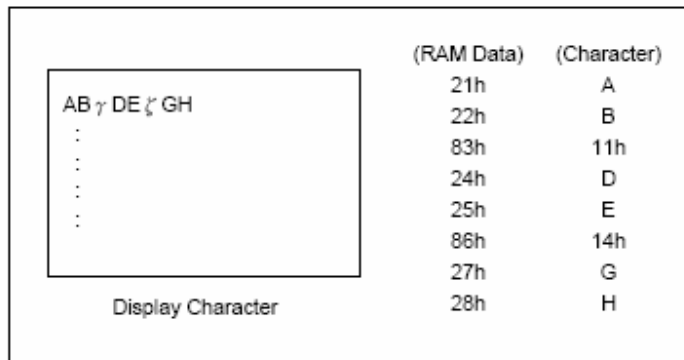 AB γ DE ζ GH
:
:
:
:
Display Character
(RAM Data) (Character)
21h A
22h B
83h 11h
24h D
25h E
86h 14h
27h G
28h H